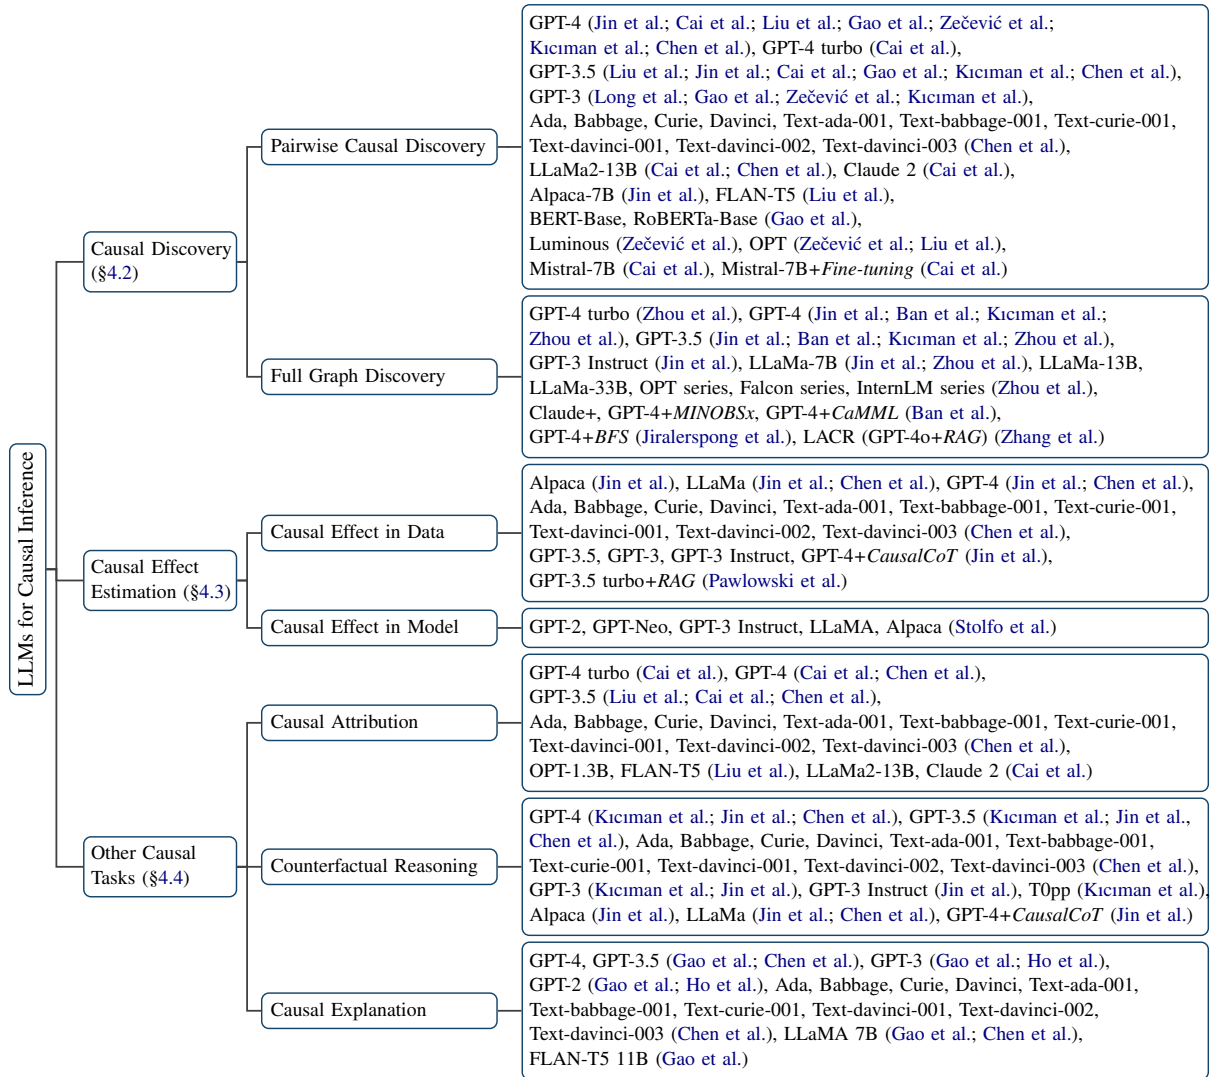 LLMs for Causal Inference
Causal Discovery
(§4.2)
Pairwise Causal Discovery
GPT-4 (Jin et al.; Cai et al.; Liu et al.; Gao et al.; Zečević et al.;
Kıcıman et al.; Chen et al.), GPT-4 turbo (Cai et al.),
GPT-3.5 (Liu et al.; Jin et al.; Cai et al.; Gao et al.; Kıcıman et al.; Chen et al.),
GPT-3 (Long et al.; Gao et al.; Zečević et al.; Kıcıman et al.),
Ada, Babbage, Curie, Davinci, Text-ada-001, Text-babbage-001, Text-curie-001,
Text-davinci-001, Text-davinci-002, Text-davinci-003 (Chen et al.),
LLaMa2-13B (Cai et al.; Chen et al.), Claude 2 (Cai et al.),
Alpaca-7B (Jin et al.), FLAN-T5 (Liu et al.),
BERT-Base, RoBERTa-Base (Gao et al.),
Luminous (Zečević et al.), OPT (Zečević et al.; Liu et al.),
Mistral-7B (Cai et al.), Mistral-7B+Fine-tuning (Cai et al.)
Full Graph Discovery
GPT-4 turbo (Zhou et al.), GPT-4 (Jin et al.; Ban et al.; Kıcıman et al.;
Zhou et al.), GPT-3.5 (Jin et al.; Ban et al.; Kıcıman et al.; Zhou et al.),
GPT-3 Instruct (Jin et al.), LLaMa-7B (Jin et al.; Zhou et al.), LLaMa-13B,
LLaMa-33B, OPT series, Falcon series, InternLM series (Zhou et al.),
Claude+, GPT-4+MINOBSx, GPT-4+CaMML (Ban et al.),
GPT-4+BFS (Jiralerspong et al.), LACR (GPT-4o+RAG) (Zhang et al.)
Causal Effect
Estimation (§4.3)
Causal Effect in Data
Alpaca (Jin et al.), LLaMa (Jin et al.; Chen et al.), GPT-4 (Jin et al.; Chen et al.),
Ada, Babbage, Curie, Davinci, Text-ada-001, Text-babbage-001, Text-curie-001,
Text-davinci-001, Text-davinci-002, Text-davinci-003 (Chen et al.),
GPT-3.5, GPT-3, GPT-3 Instruct, GPT-4+CausalCoT (Jin et al.),
GPT-3.5 turbo+RAG (Pawlowski et al.)
Causal Effect in Model
GPT-2, GPT-Neo, GPT-3 Instruct, LLaMA, Alpaca (Stolfo et al.)
Other Causal
Tasks (§4.4)
Causal Attribution
GPT-4 turbo (Cai et al.), GPT-4 (Cai et al.; Chen et al.),
GPT-3.5 (Liu et al.; Cai et al.; Chen et al.),
Ada, Babbage, Curie, Davinci, Text-ada-001, Text-babbage-001, Text-curie-001,
Text-davinci-001, Text-davinci-002, Text-davinci-003 (Chen et al.),
OPT-1.3B, FLAN-T5 (Liu et al.), LLaMa2-13B, Claude 2 (Cai et al.)
Counterfactual Reasoning
GPT-4 (Kıcıman et al.; Jin et al.; Chen et al.), GPT-3.5 (Kıcıman et al.; Jin et al.,
Chen et al.), Ada, Babbage, Curie, Davinci, Text-ada-001, Text-babbage-001,
Text-curie-001, Text-davinci-001, Text-davinci-002, Text-davinci-003 (Chen et al.),
GPT-3 (Kıcıman et al.; Jin et al.), GPT-3 Instruct (Jin et al.), T0pp (Kıcıman et al.),
Alpaca (Jin et al.), LLaMa (Jin et al.; Chen et al.), GPT-4+CausalCoT (Jin et al.)
Causal Explanation
GPT-4, GPT-3.5 (Gao et al.; Chen et al.), GPT-3 (Gao et al.; Ho et al.),
GPT-2 (Gao et al.; Ho et al.), Ada, Babbage, Curie, Davinci, Text-ada-001,
Text-babbage-001, Text-curie-001, Text-davinci-001, Text-davinci-002,
Text-davinci-003 (Chen et al.), LLaMA 7B (Gao et al.; Chen et al.),
FLAN-T5 11B (Gao et al.)